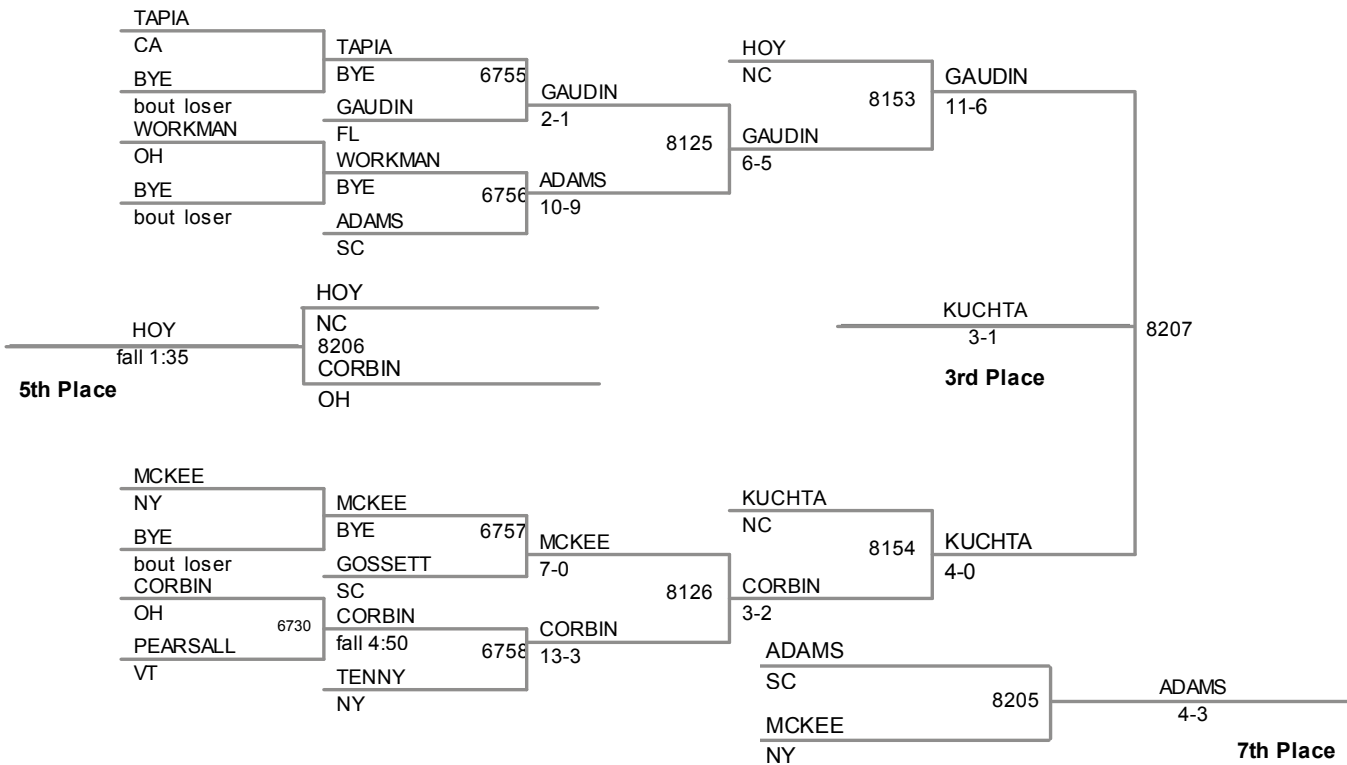 TAPIA
CA
BYE
bout loser
WORKMAN
OH
BYE
bout loser
TAPIA
BYE
6755
GAUDIN
FL
WORKMAN
BYE
6756
ADAMS
SC
GAUDIN
2-1
8125
ADAMS
10-9
HOY
NC
8153
GAUDIN
6-5
GAUDIN
11-6
HOY
NC
8206
CORBIN
OH
HOY
fall 1:35
5th Place
KUCHTA
3-1
3rd Place
8207
MCKEE
NY
BYE
bout loser
CORBIN
OH
6730
PEARSALL
VT
MCKEE
BYE
6757
GOSSETT
SC
CORBIN
fall 4:50
6758
TENNY
NY
MCKEE
7-0
8126
CORBIN
13-3
KUCHTA
NC
8154
CORBIN
3-2
KUCHTA
4-0
ADAMS
SC
8205
MCKEE
NY
ADAMS
4-3
7th Place